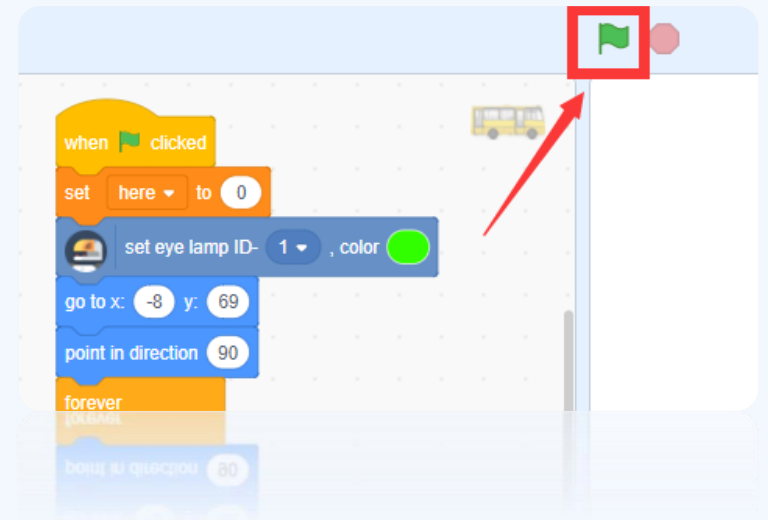 when clicked
set here to 0
set eye lamp ID- 1 , color
go to x: -8 y: 69
point in direction 90
forever